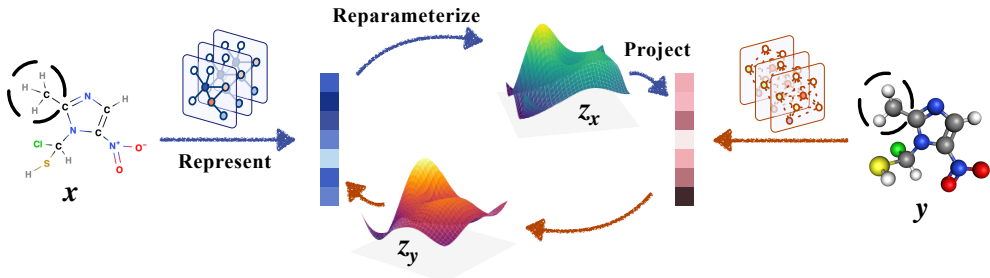 Reparameterize
Project
Represent
x
z_x
z_y
y
H
H
H
N
H
N
Cl
H
S
H
N⁺
O⁻
O